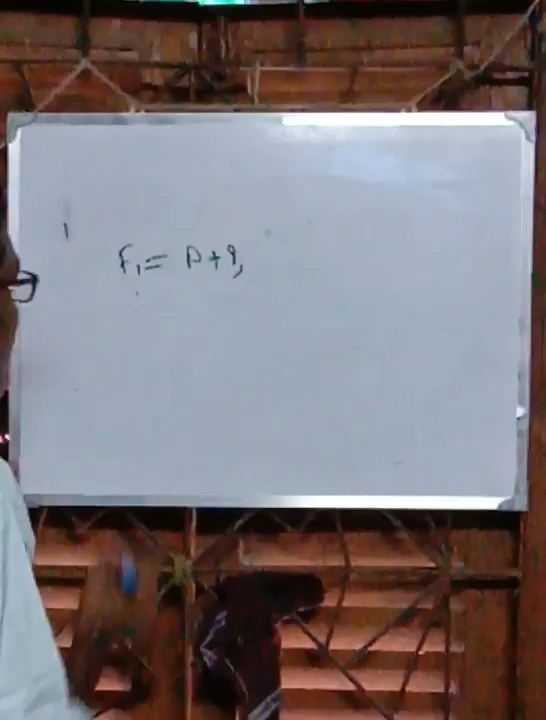 F₁ = P + q,